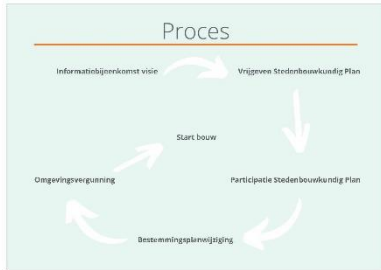 Proces
Informatiebijeenkomst visie
Vrijgeven Stedenbouwkundig Plan
Start bouw
Omgevingsvergunning
Participatie Stedenbouwkundig Plan
Bestemmingsplanwijziging